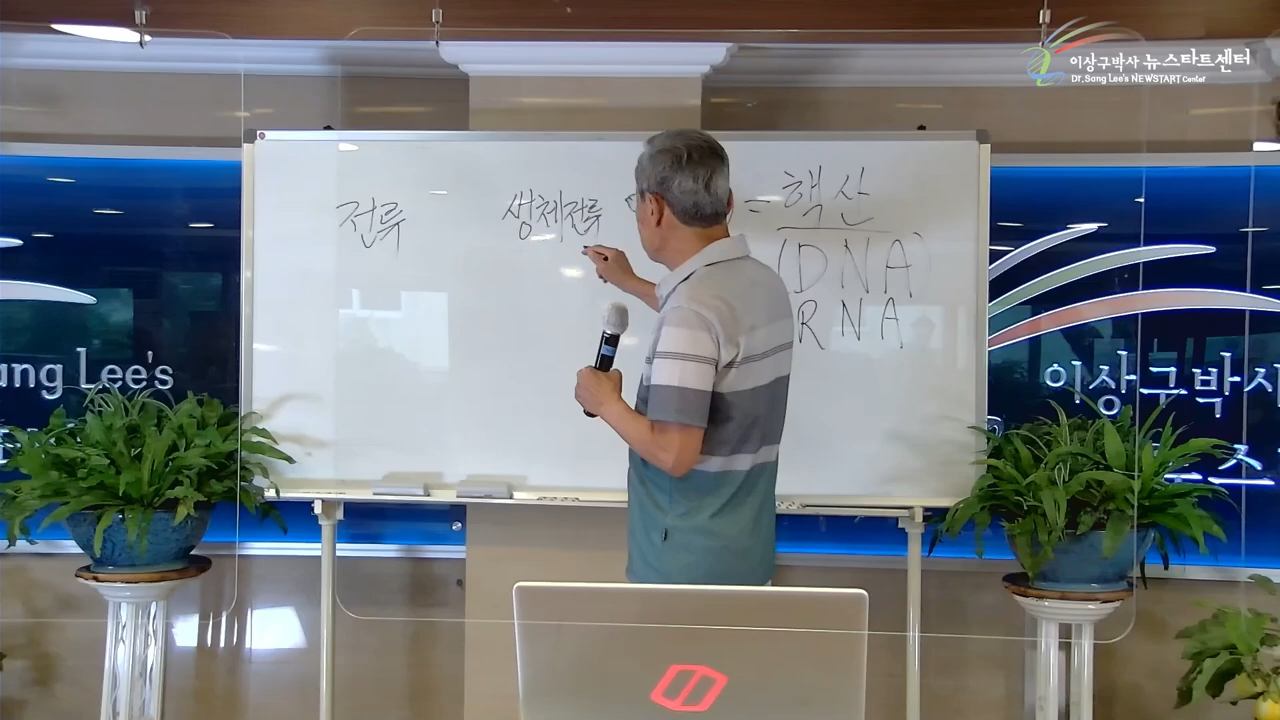 이상구박사 뉴스타트센터
Dr. Sang Lee's NEWSTART Center
전류 생체전류 = 핵산
(DNA)
RNA
ang Lee's
이상구박사